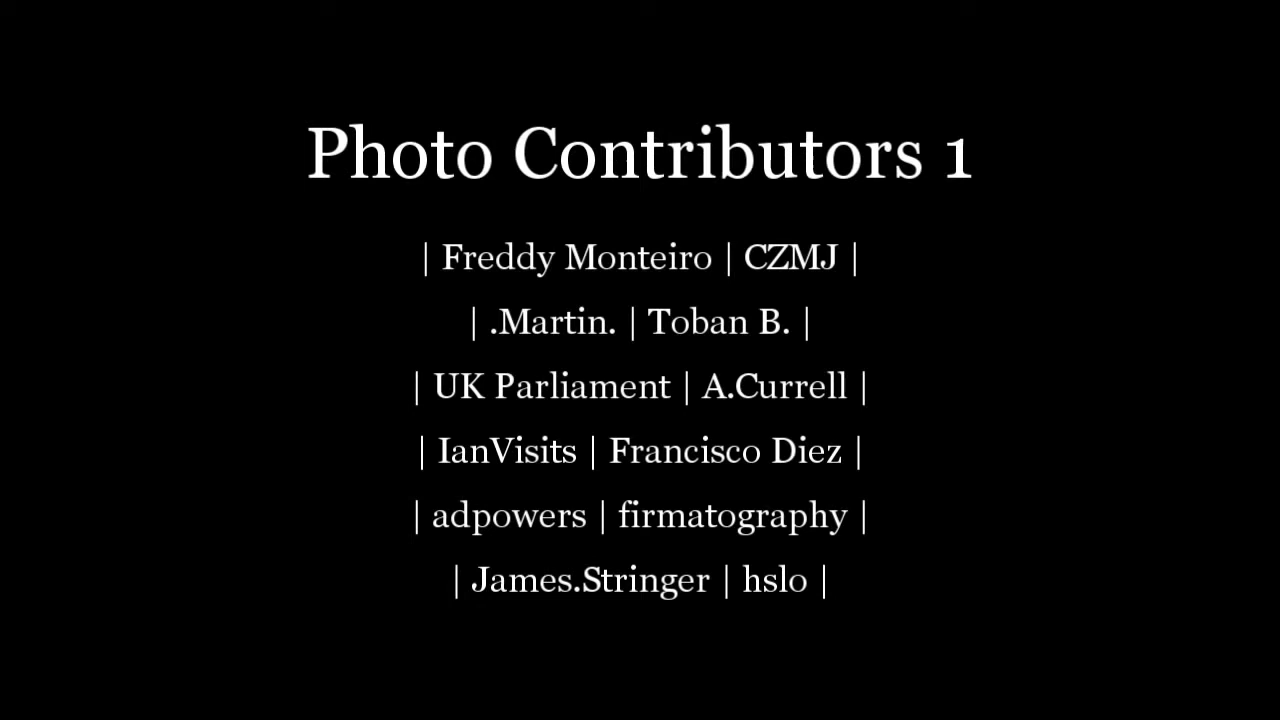 Photo Contributors 1
| Freddy Monteiro | CZMJ |
| .Martin. | Toban B. |
| UK Parliament | A.Currell |
| IanVisits | Francisco Diez |
| adpowers | firmatography |
| James.Stringer | hslo |